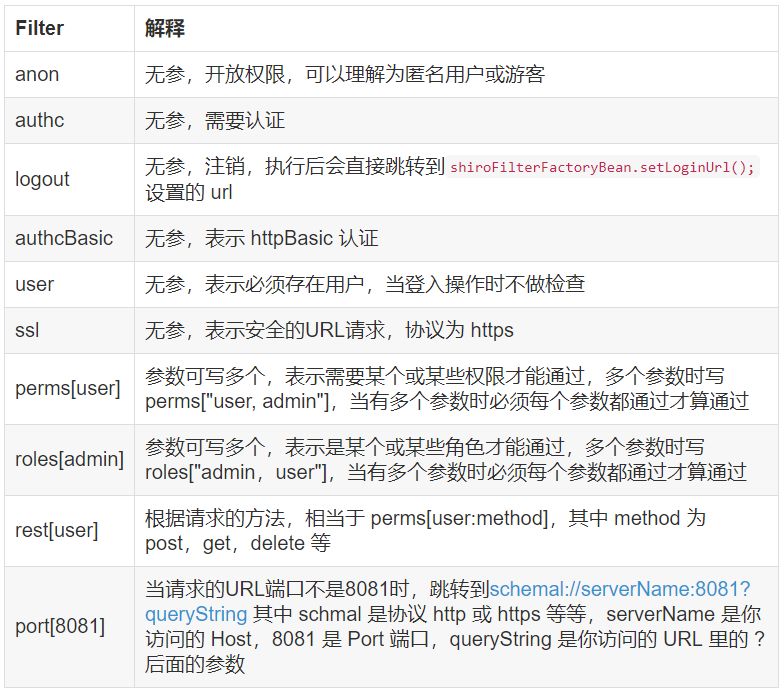 Filter 解释
anon 无参，开放权限，可以理解为匿名用户或游客
authc 无参，需要认证
logout 无参，注销，执行后会直接跳转到 shiroFilterFactoryBean.setLoginUrl();
设置的 url
authcBasic 无参，表示 httpBasic 认证
user 无参，表示必须存在用户，当登入操作时不做检查
ssl 无参，表示安全的URL请求，协议为 https
perms[user] 参数可写多个，表示需要某个或某些权限才能通过，多个参数时写
perms["user, admin"]，当有多个参数时必须每个参数都通过才算通过
roles[admin] 参数可写多个，表示是某个或某些角色才能通过，多个参数时写
roles["admin，user"]，当有多个参数时必须每个参数都通过才算通过
rest[user] 根据请求的方法，相当于 perms[user:method]，其中 method 为
post，get，delete 等
port[8081] 当请求的URL端口不是8081时，跳转到schemal://serverName:8081?
queryString 其中 schmal 是协议 http 或 https 等等，serverName 是你
访问的 Host，8081 是 Port 端口，queryString 是你访问的 URL 里的 ?
后面的参数